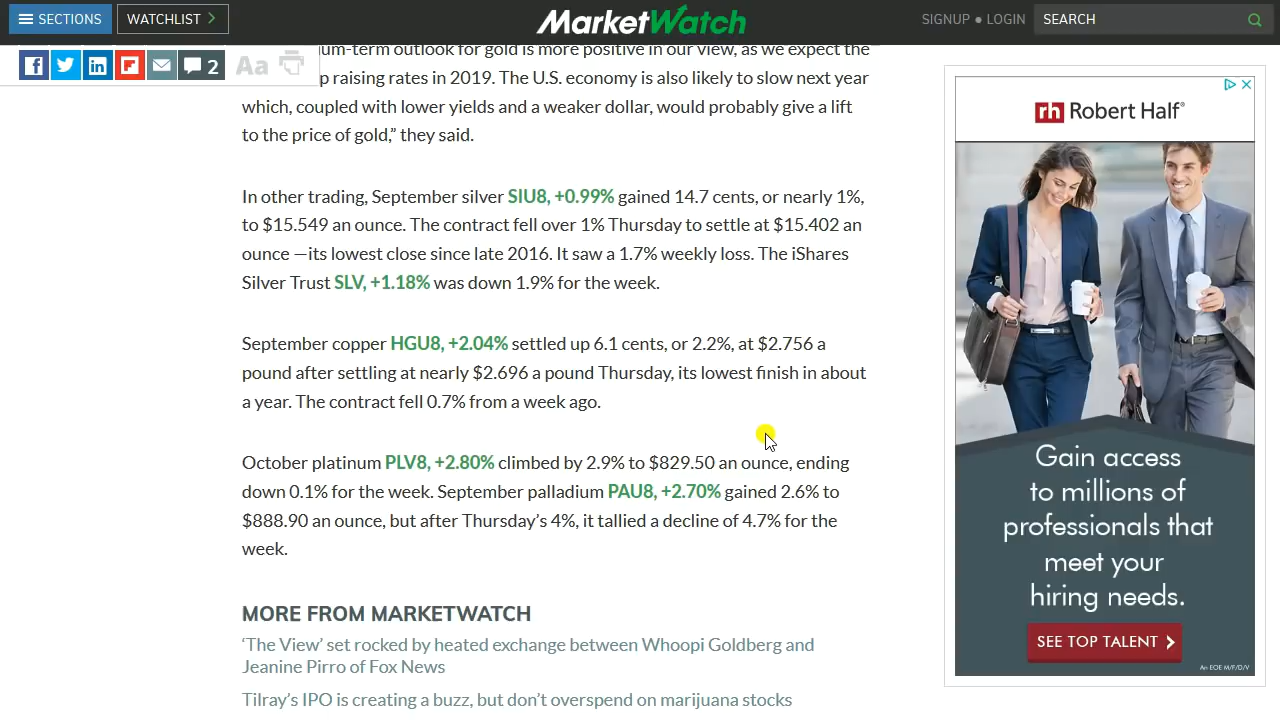 SECTIONS
WATCHLIST
MarketWatch
SIGNUP • LOGIN
SEARCH
2
Aa
um-term outlook for gold is more positive in our view, as we expect the
p raising rates in 2019. The U.S. economy is also likely to slow next year
which, coupled with lower yields and a weaker dollar, would probably give a lift
to the price of gold,” they said.
In other trading, September silver SIU8, +0.99% gained 14.7 cents, or nearly 1%,
to $15.549 an ounce. The contract fell over 1% Thursday to settle at $15.402 an
ounce —its lowest close since late 2016. It saw a 1.7% weekly loss. The iShares
Silver Trust SLV, +1.18% was down 1.9% for the week.
September copper HGU8, +2.04% settled up 6.1 cents, or 2.2%, at $2.756 a
pound after settling at nearly $2.696 a pound Thursday, its lowest finish in about
a year. The contract fell 0.7% from a week ago.
October platinum PLV8, +2.80% climbed by 2.9% to $829.50 an ounce, ending
down 0.1% for the week. September palladium PAU8, +2.70% gained 2.6% to
$888.90 an ounce, but after Thursday’s 4%, it tallied a decline of 4.7% for the
week.
MORE FROM MARKETWATCH
‘The View’ set rocked by heated exchange between Whoopi Goldberg and
Jeanine Pirro of Fox News
Tilray’s IPO is creating a buzz, but don’t overspend on marijuana stocks
rh Robert Half®
Gain access
to millions of
professionals that
meet your
hiring needs.
SEE TOP TALENT
An EOE M/F/D/V